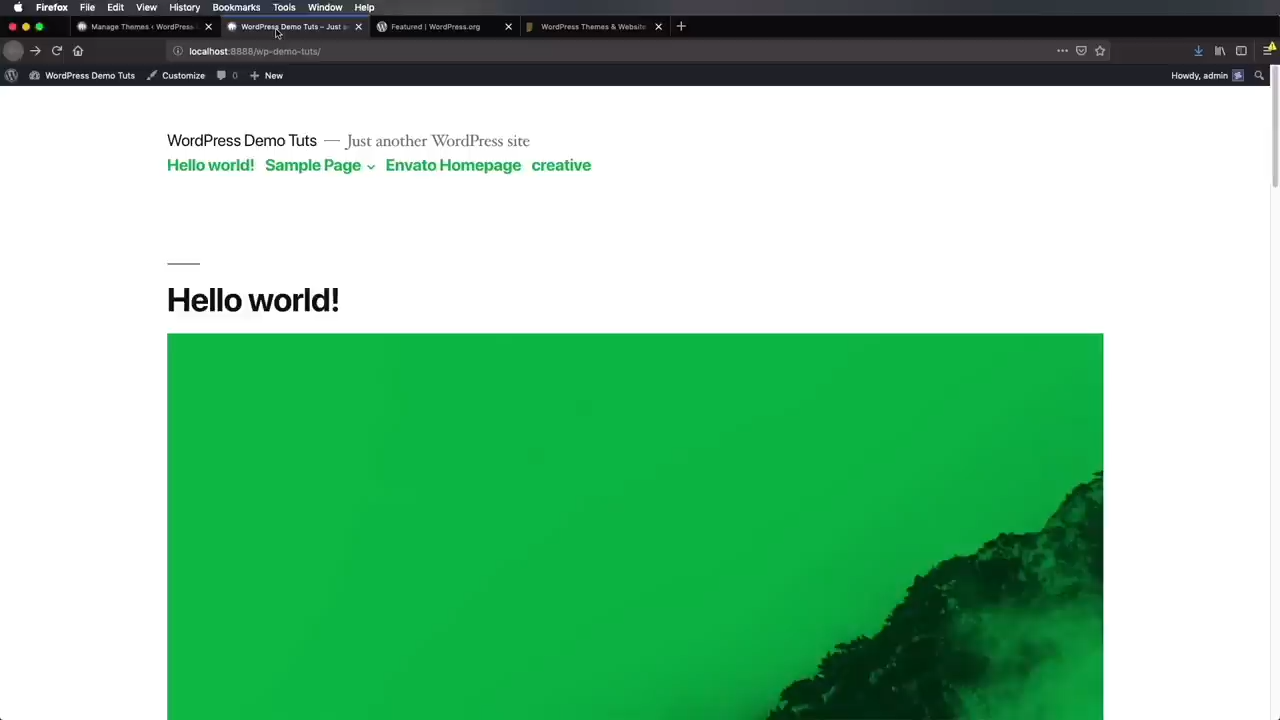 Firefox File Edit View History Bookmarks Tools Window Help
Manage Themes ‹ WordPress
WordPress Demo Tuts – Just
Featured | WordPress.org
WordPress Themes & Website
localhost:8888/wp-demo-tuts/
WordPress Demo Tuts Customize 0 New Howdy, admin
WordPress Demo Tuts — Just another WordPress site
Hello world! Sample Page Envato Homepage creative
Hello world!